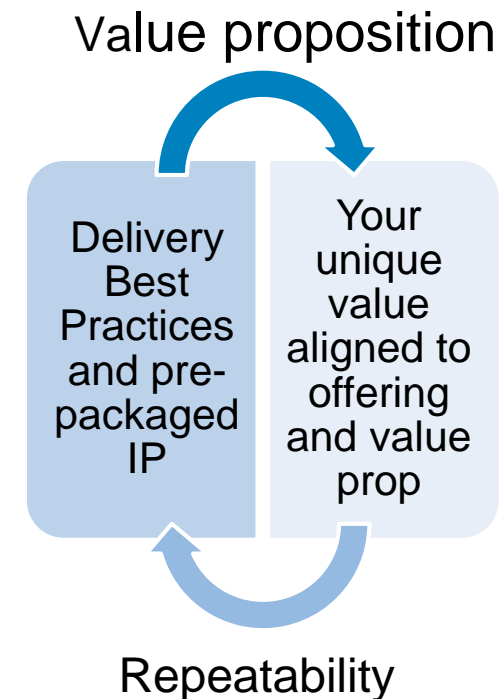 Value proposition
Delivery
Best
Practices
and pre-
packaged
IP
Your
unique
value
aligned to
offering
and value
prop
Repeatability